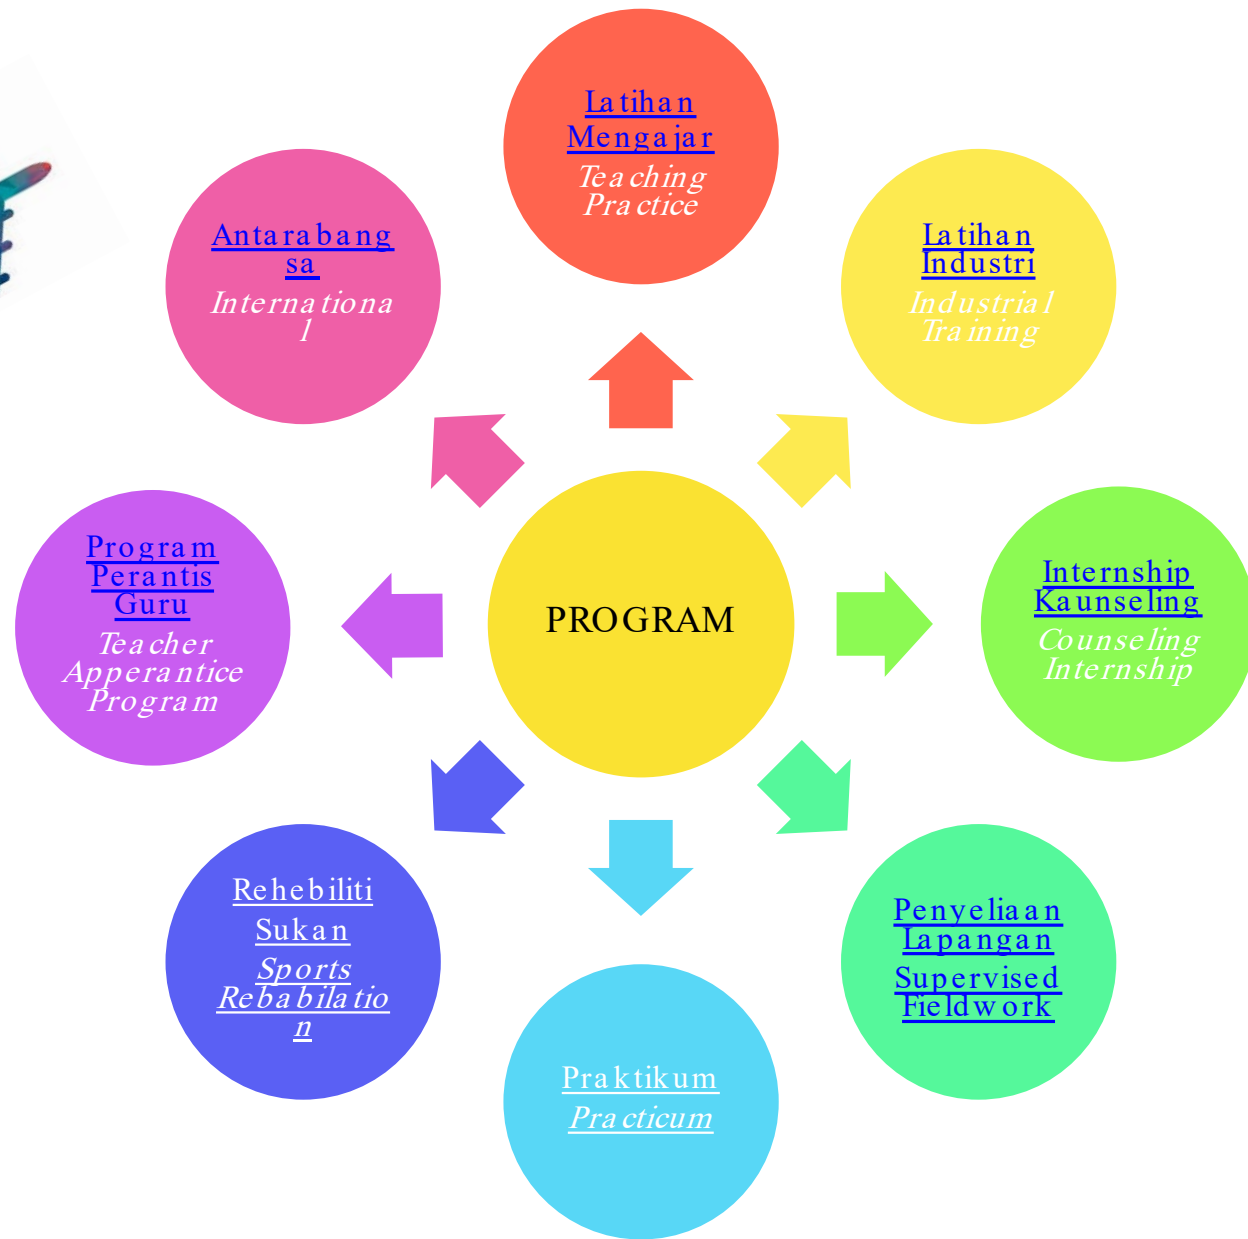 Latihan
Mengajar
Teaching
Practice
Latihan
Industri
Industrial
Training
Internship
Kaunseling
Counseling
Internship
Penyeliaan
Lapangan
Supervised
Fieldwork
Praktikum
Practicum
Rehebiliti
Sukan
Sports
Rebabilatio
n
Program
Perantis
Guru
Teacher
Apperantice
Program
Antarabang
sa
Internationa
l
PROGRAM